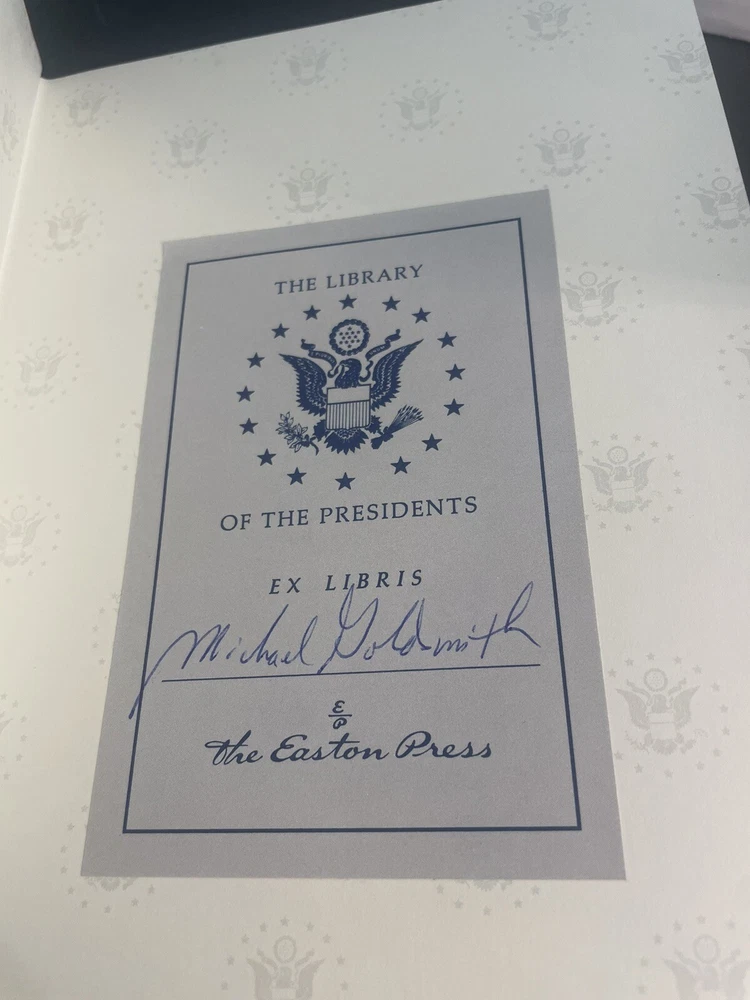 THE LIBRARY
OF THE PRESIDENTS
EX LIBRIS
Michael Goldsmith
E
P
The Easton Press